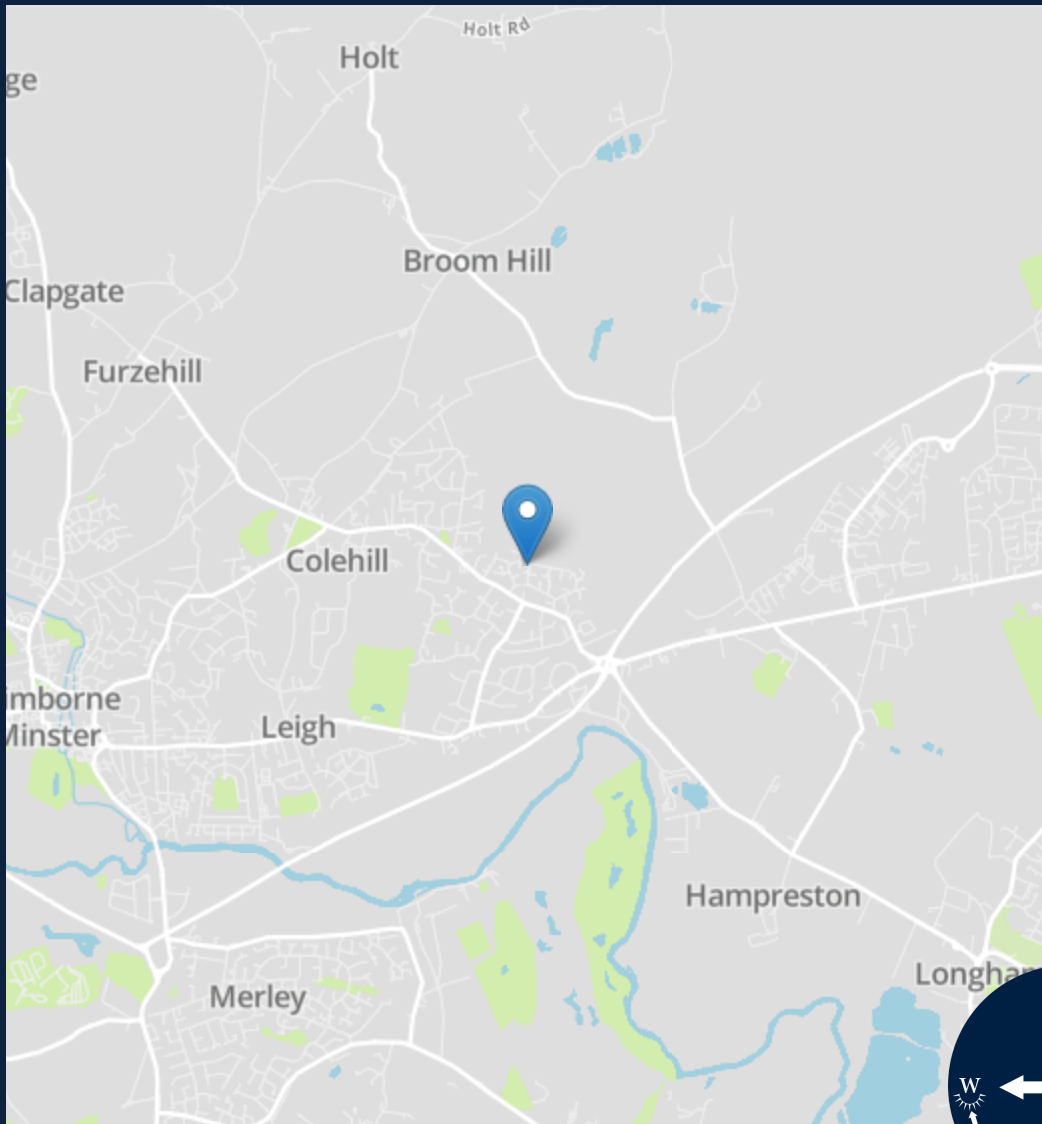 Holt Rd
Holt
ge
Broom Hill
Clapgate
Furzehill
Colehill
imborne
Minster
Leigh
Hampreston
Longham
Merley
W